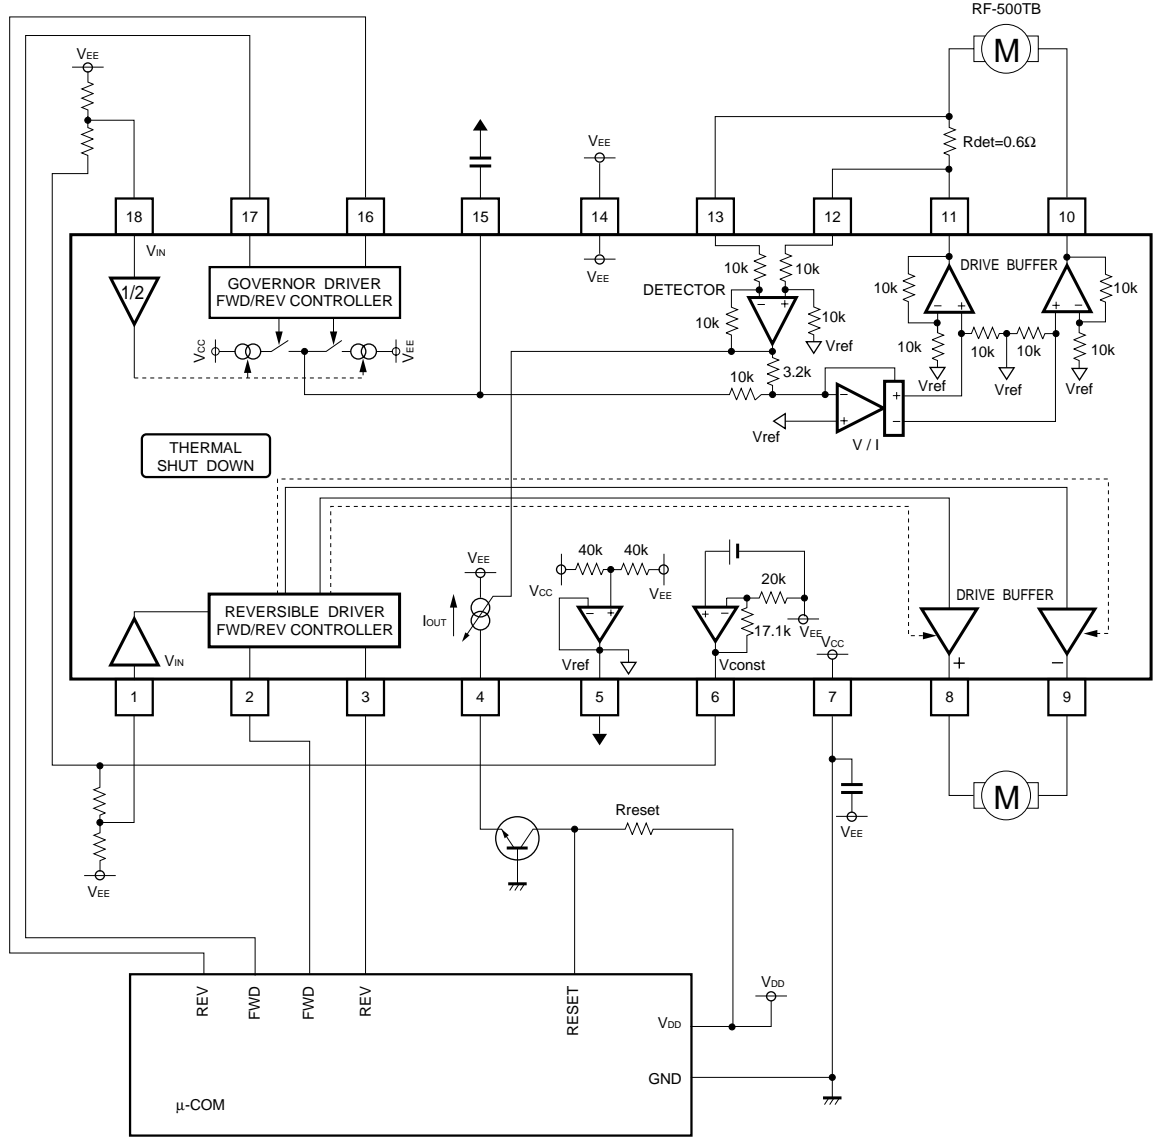 RF-500TB
M
VEE
Rdet=0.6Ω
VEE
18
17
16
15
14
13
12
11
10
VIN
VEE
1/2
GOVERNOR DRIVER
FWD/REV CONTROLLER
VCC
VEE
DETECTOR
10k
10k
10k
10k
Vref
3.2k
10k
Vref
V / I
+
−
DRIVE BUFFER
10k
10k
10k
10k
10k
10k
Vref
Vref
Vref
THERMAL
SHUT DOWN
REVERSIBLE DRIVER
FWD/REV CONTROLLER
VIN
VEE
IOUT
40k
40k
VCC
VEE
Vref
20k
17.1k
VEE
Vconst
VCC
DRIVE BUFFER
+
−
1
2
3
4
5
6
7
8
9
M
VEE
VEE
Rreset
REV
FWD
FWD
REV
RESET
VDD
VDD
GND
μ-COM